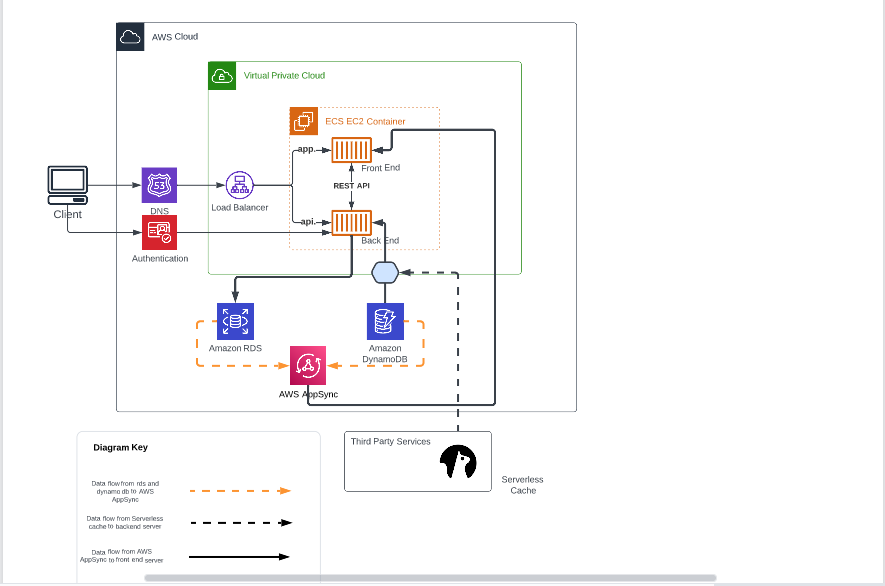 AWS Cloud
Virtual Private Cloud
ECS EC2 Container
app.
Front End
REST API
53
DNS
Load Balancer
api.
Back End
Client
Authentication
Amazon RDS
Amazon
DynamoDB
AWS AppSync
Third Party Services
Serverless
Cache
Diagram Key
Data flow from rds and
dynamo db to AWS
AppSync
Data flow from Serverless
cache to backend server
Data flow from AWS
AppSync to front end server